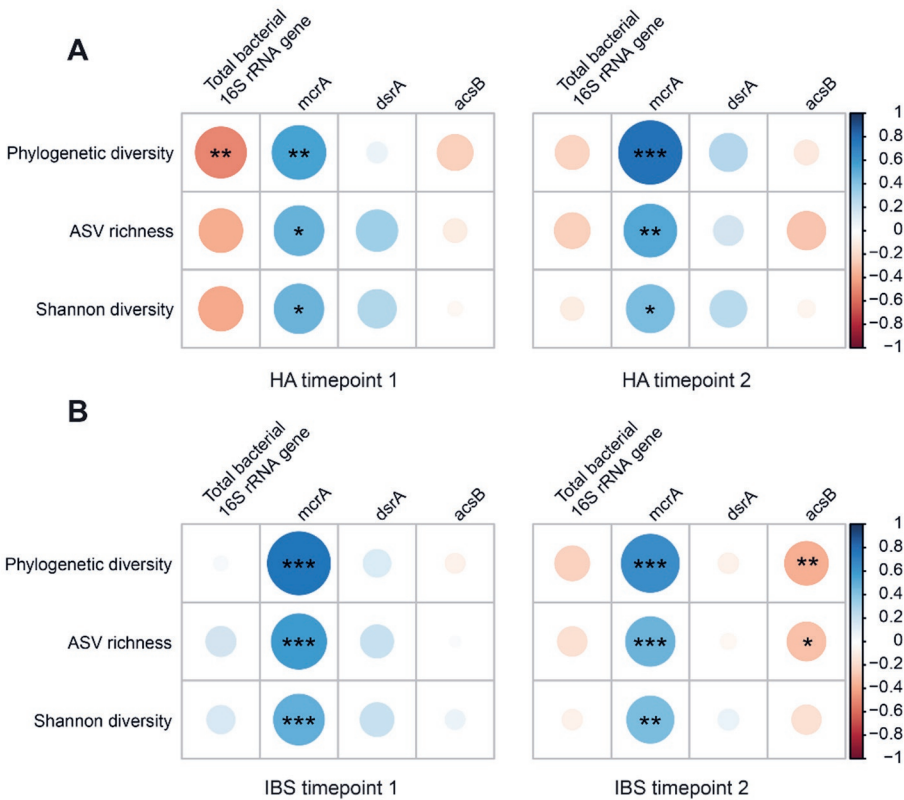 A
Total bacterial
16S rRNA gene
mcrA
dsrA
acsB
Total bacterial
16S rRNA gene
mcrA
dsrA
acsB
Phylogenetic diversity
** **
***
ASV richness
*
**
Shannon diversity
*
*
1
0.8
0.6
0.4
0.2
0
−0.2
−0.4
−0.6
−0.8
−1
HA timepoint 1
HA timepoint 2
B
Total bacterial
16S rRNA gene
mcrA
dsrA
acsB
Total bacterial
16S rRNA gene
mcrA
dsrA
acsB
Phylogenetic diversity
***
*** **
ASV richness
***
*** *
Shannon diversity
***
**
1
0.8
0.6
0.4
0.2
0
−0.2
−0.4
−0.6
−0.8
−1
IBS timepoint 1
IBS timepoint 2